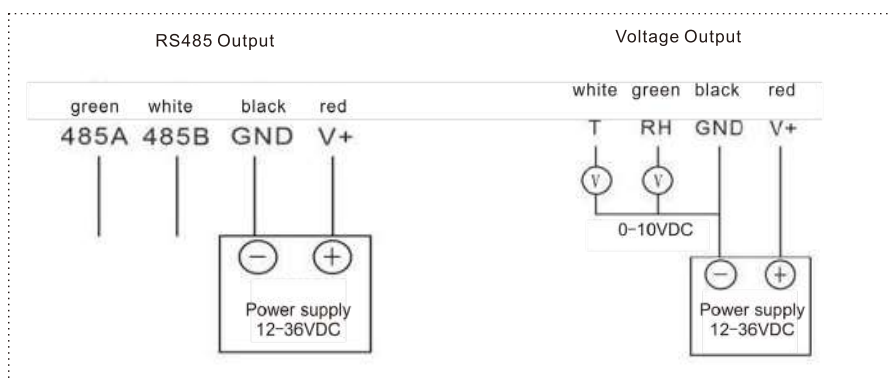 RS485 Output
green white black red
485A 485B GND V+
− +
Power supply
12-36VDC
Voltage Output
white green black red
T RH GND V+
V V
0-10VDC
− +
Power supply
12-36VDC